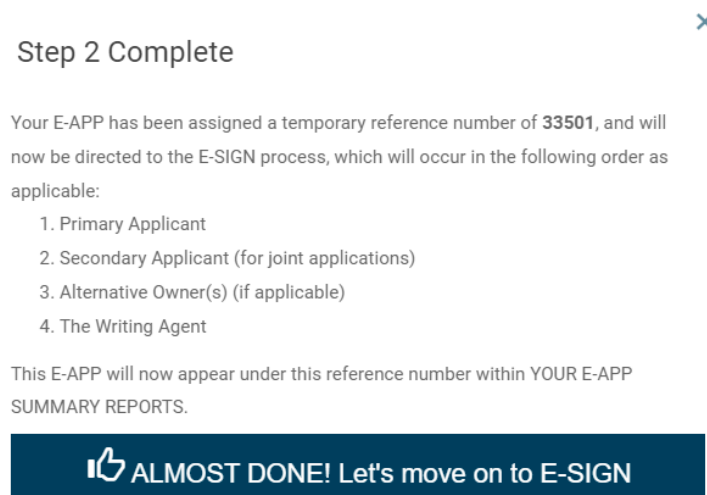 Step 2 Complete
Your E-APP has been assigned a temporary reference number of 33501, and will
now be directed to the E-SIGN process, which will occur in the following order as
applicable:
1. Primary Applicant
2. Secondary Applicant (for joint applications)
3. Alternative Owner(s) (if applicable)
4. The Writing Agent
This E-APP will now appear under this reference number within YOUR E-APP
SUMMARY REPORTS.
ALMOST DONE! Let's move on to E-SIGN